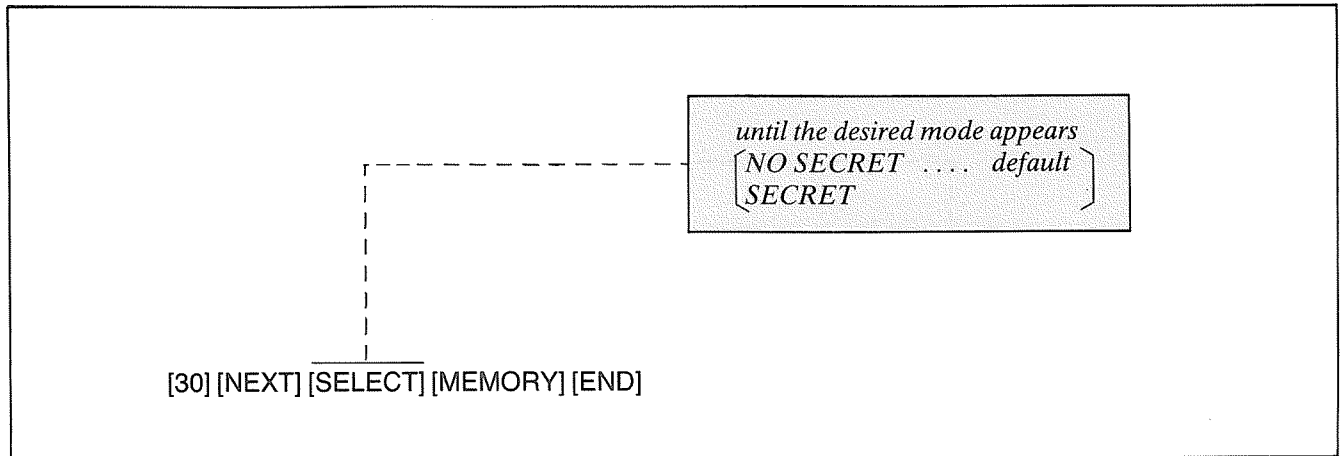 until the desired mode appears
NO SECRET .... default
SECRET
[30] [NEXT] [SELECT] [MEMORY] [END]